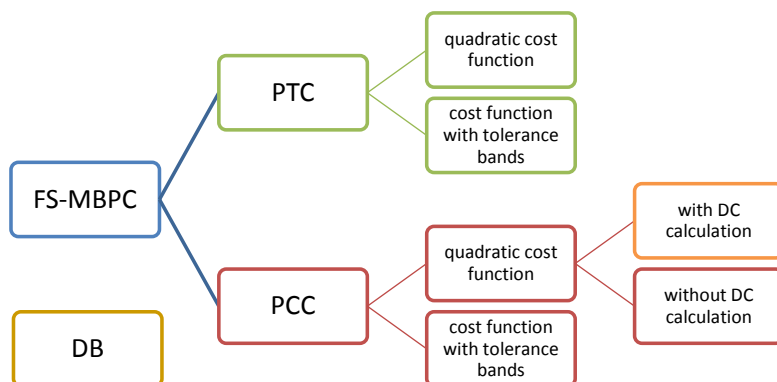 quadratic cost
function
PTC
cost function
with tolerance
bands
FS-MBPC
with DC
calculation
quadratic cost
function
without DC
calculation
PCC
cost function
with tolerance
bands
DB